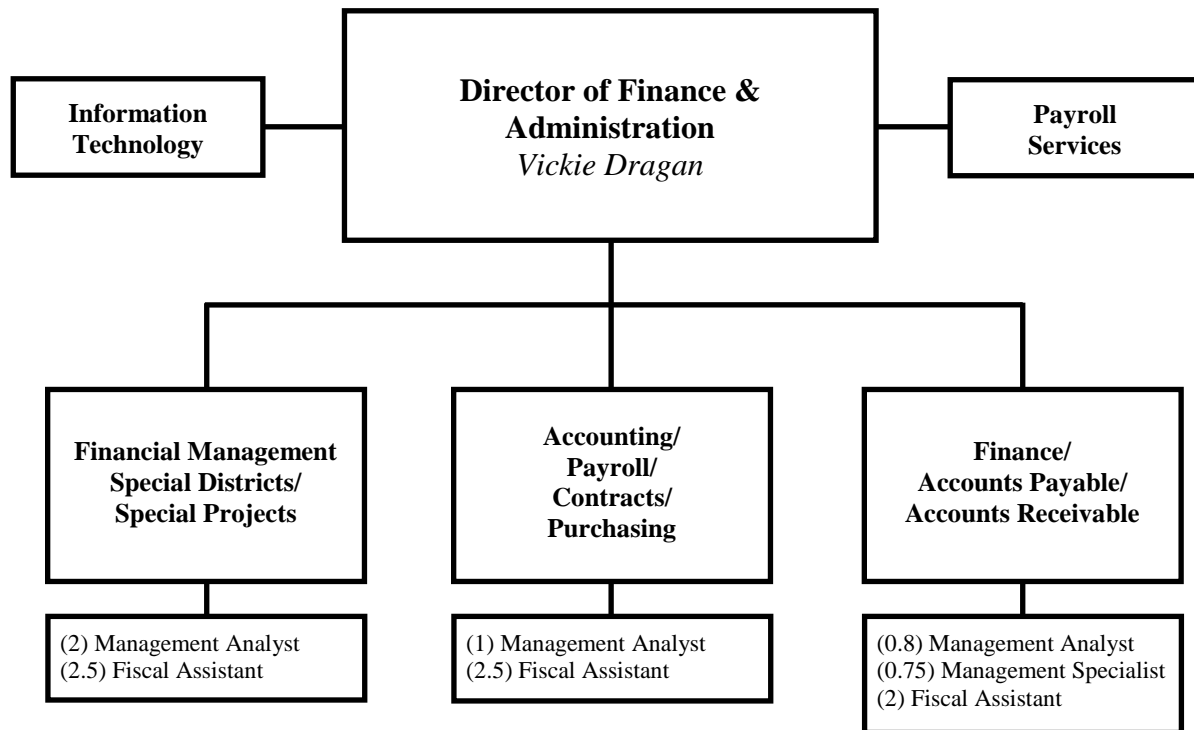 Director of Finance &
Administration
Vickie Dragan
Information
Technology
Payroll
Services
Financial Management
Special Districts/
Special Projects
Accounting/
Payroll/
Contracts/
Purchasing
Finance/
Accounts Payable/
Accounts Receivable
(2) Management Analyst
(2.5) Fiscal Assistant
(1) Management Analyst
(2.5) Fiscal Assistant
(0.8) Management Analyst
(0.75) Management Specialist
(2) Fiscal Assistant